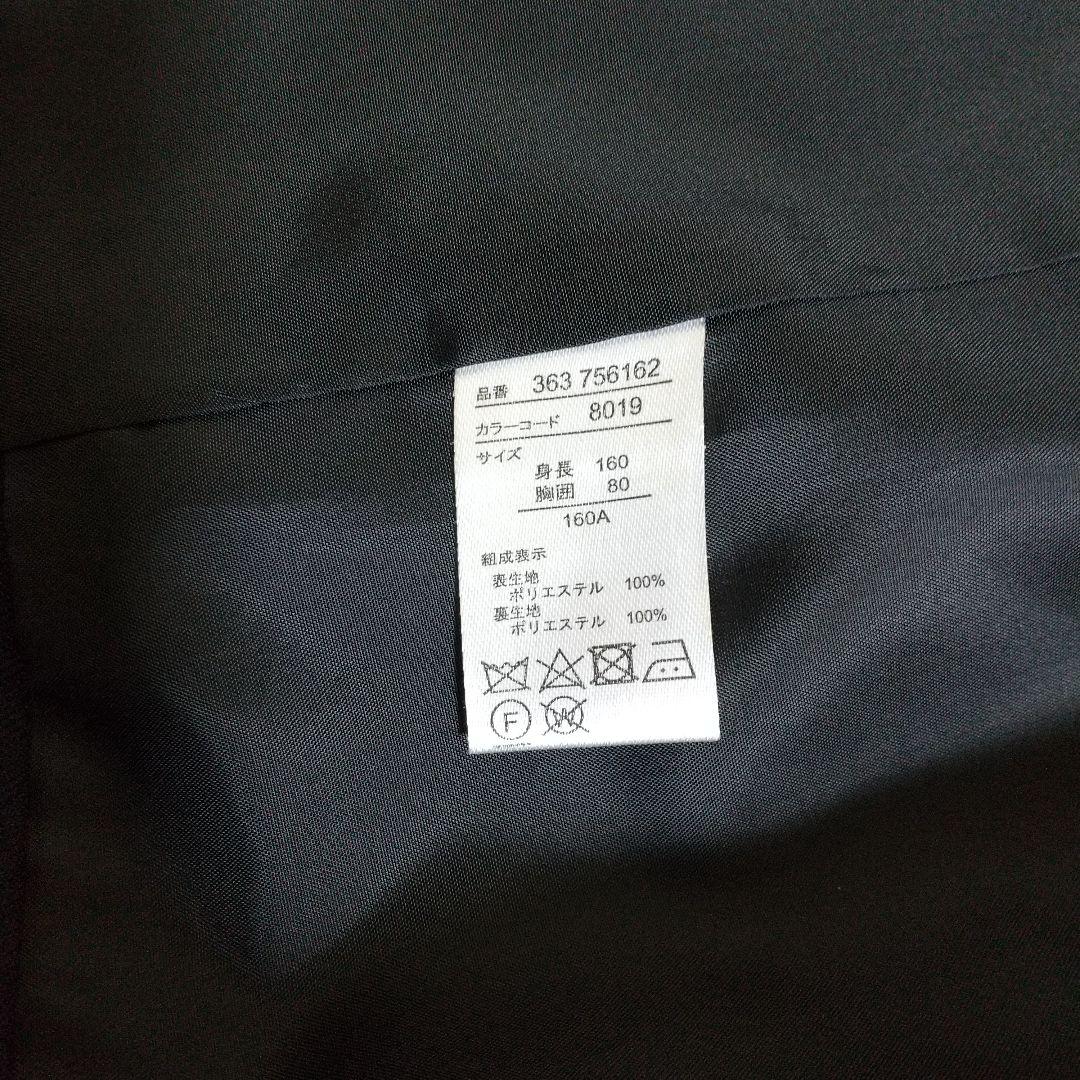 品番 363 756162
カラーコード 8019
サイズ
身長 160
胸囲 80
160A
組成表示
表生地
ポリエステル 100%
裏生地
ポリエステル 100%
F W